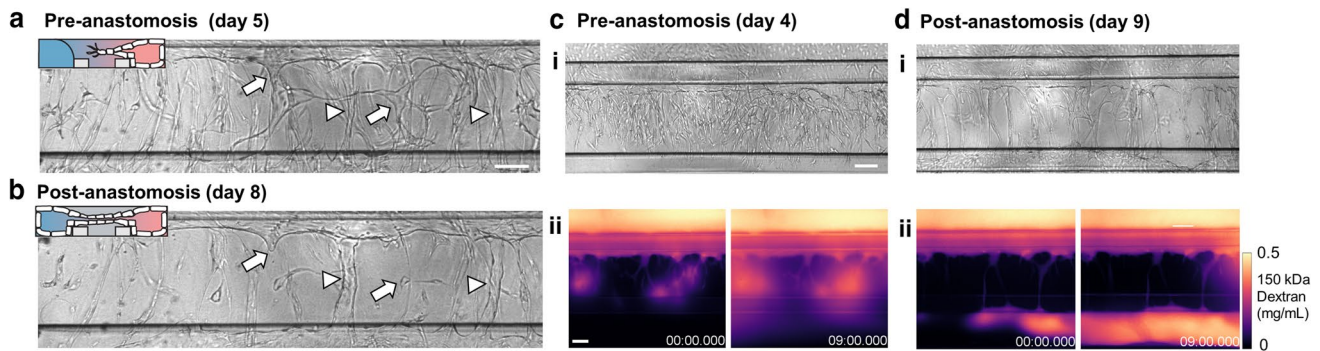 a Pre-anastomosis (day 5)
b Post-anastomosis (day 8)
c Pre-anastomosis (day 4)
i
ii
00:00.000
09:00.000
d Post-anastomosis (day 9)
i
ii
00:00.000
09:00.000
0.5
150 kDa
Dextran
(mg/mL)
0